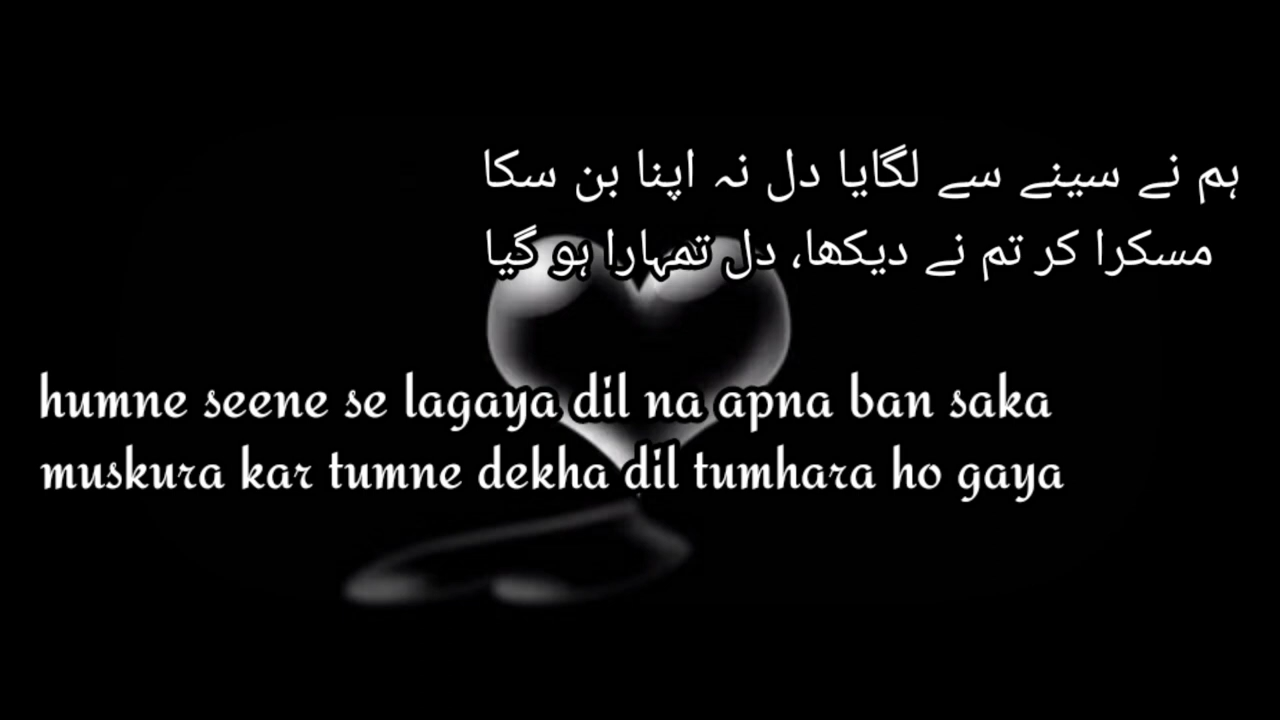 ہم نے سینے سے لگایا دل نہ اپنا بن سکا
مسکرا کر تم نے دیکھا، دل تمہارا ہو گیا
humne seene se lagaya dil na apna ban saka
muskura kar tumne dekha dil tumhara ho gaya